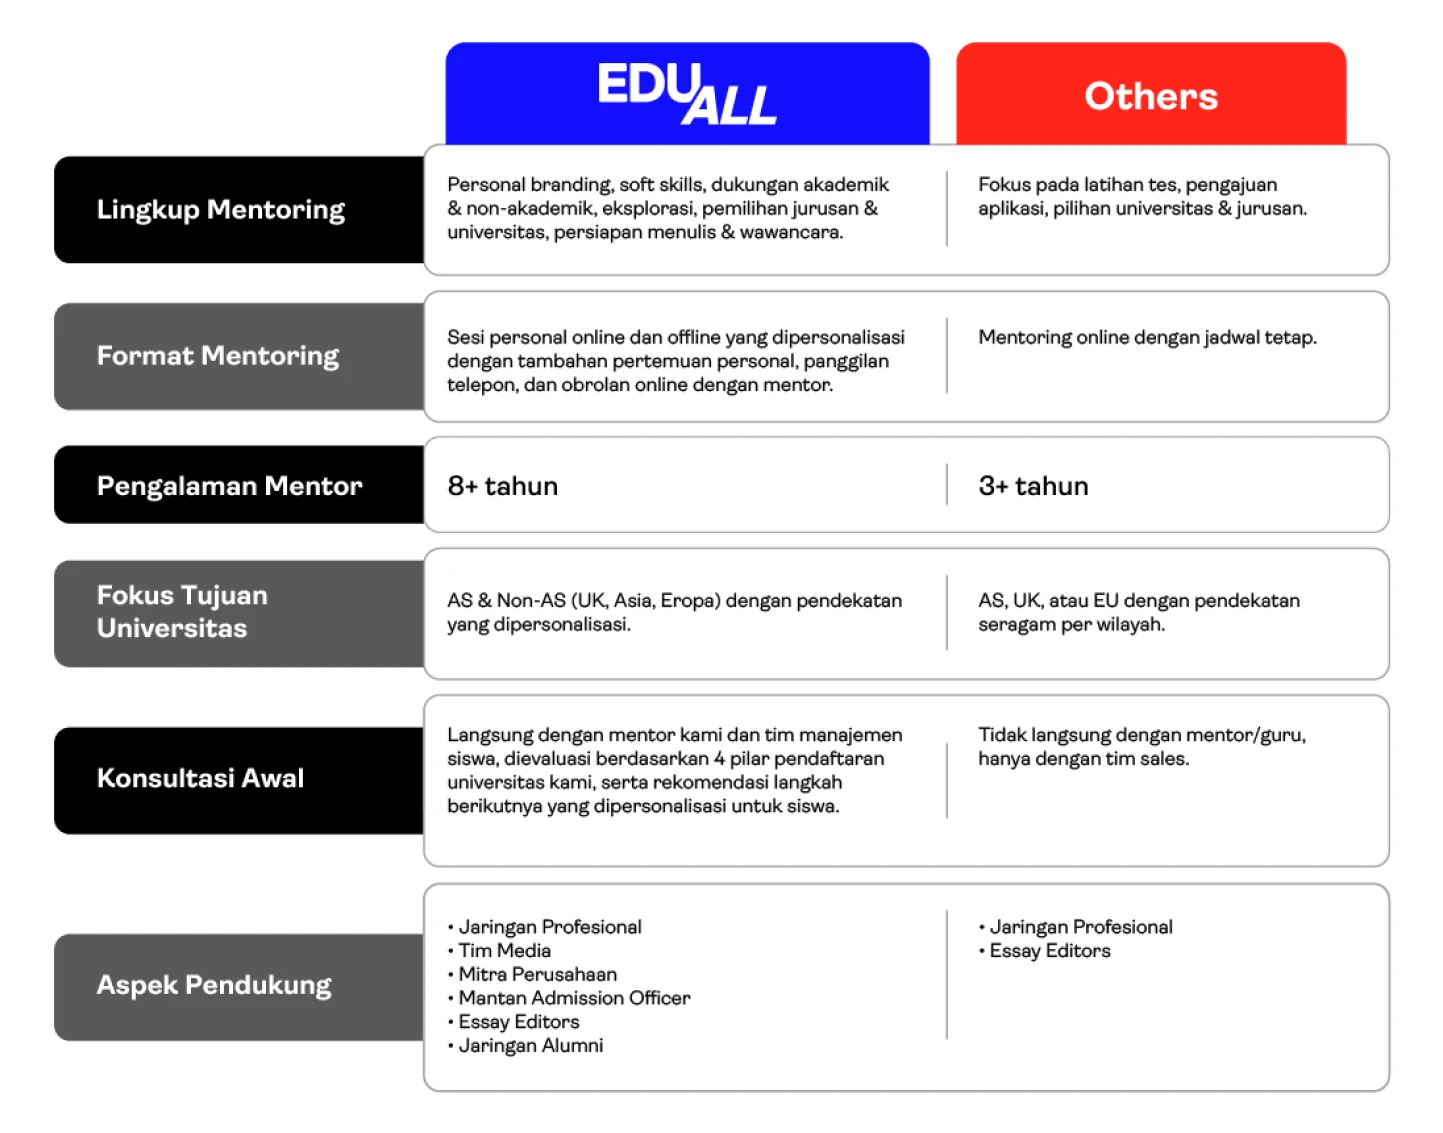 EDU
ALL
Others
Lingkup Mentoring
Personal branding, soft skills, dukungan akademik
& non-akademik, eksplorasi, pemilihan jurusan &
universitas, persiapan menulis & wawancara.
Fokus pada latihan tes, pengajuan
aplikasi, pilihan universitas & jurusan.
Format Mentoring
Sesi personal online dan offline yang dipersonalisasi
dengan tambahan pertemuan personal, panggilan
telepon, dan obrolan online dengan mentor.
Mentoring online dengan jadwal tetap.
Pengalaman Mentor
8+ tahun
3+ tahun
Fokus Tujuan
Universitas
AS & Non-AS (UK, Asia, Eropa) dengan pendekatan
yang dipersonalisasi.
AS, UK, atau EU dengan pendekatan
seragam per wilayah.
Konsultasi Awal
Langsung dengan mentor kami dan tim manajemen
siswa, dievaluasi berdasarkan 4 pilar pendaftaran
universitas kami, serta rekomendasi langkah
berikutnya yang dipersonalisasi untuk siswa.
Tidak langsung dengan mentor/guru,
hanya dengan tim sales.
Aspek Pendukung
• Jaringan Profesional
• Tim Media
• Mitra Perusahaan
• Mantan Admission Officer
• Essay Editors
• Jaringan Alumni
• Jaringan Profesional
• Essay Editors